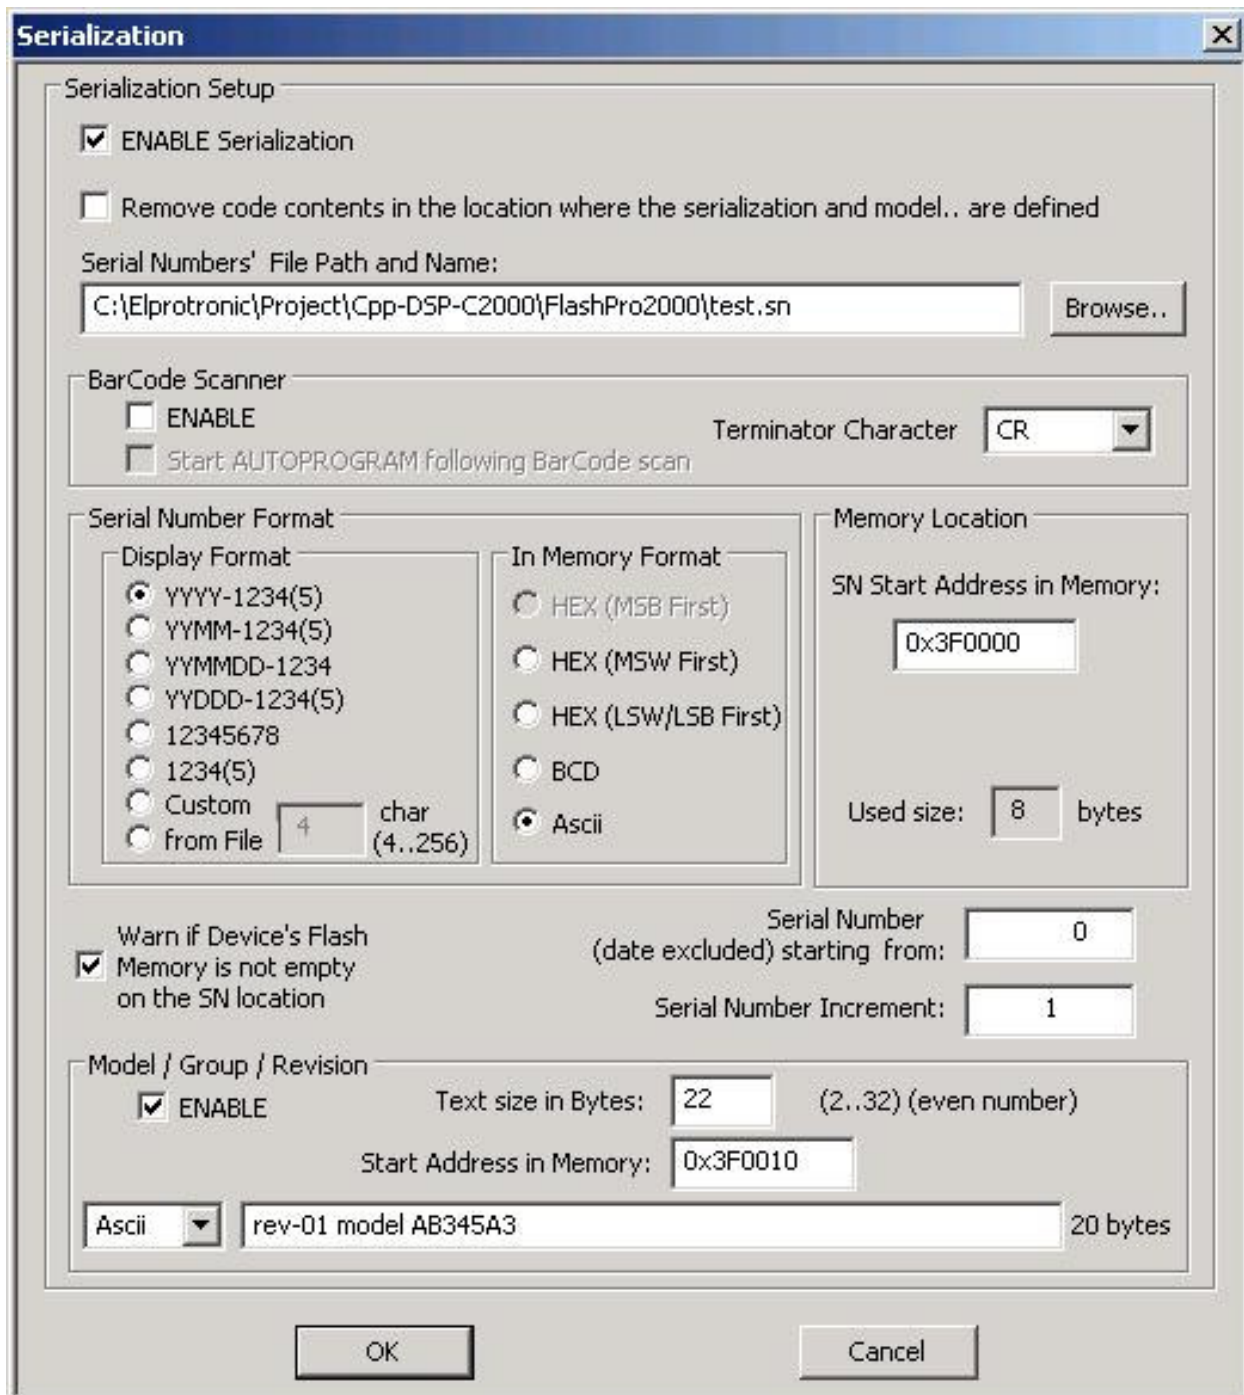 Serialization
Serialization Setup
ENABLE Serialization
Remove code contents in the location where the serialization and model.. are defined
Serial Numbers'  File Path and Name:
C:\Elprotronic\Project\Cpp-DSP-C2000\FlashPro2000\test.sn
Browse..
BarCode Scanner
ENABLE
Terminator Character
CR
Start AUTOPROGRAM following BarCode scan
Serial Number Format
Display Format
YYYY-1234(5)
YYMM-1234(5)
YYMMDD-1234
YYDDD-1234(5)
12345678
1234(5)
Custom
from File
4
char
(4..256)
In Memory Format
HEX (MSB First)
HEX (MSW First)
HEX (LSW/LSB First)
BCD
Ascii
Memory Location
SN Start Address in Memory:
0x3F0000
Used size:
8
bytes
Warn if Device's Flash
Memory is not empty
on the SN location
Serial Number
(date excluded) starting  from:
0
Serial Number Increment:
1
Model / Group / Revision
ENABLE
Text size in Bytes:
22
(2..32) (even number)
Start Address in Memory:
0x3F0010
Ascii
rev-01 model AB345A3
20 bytes
OK
Cancel